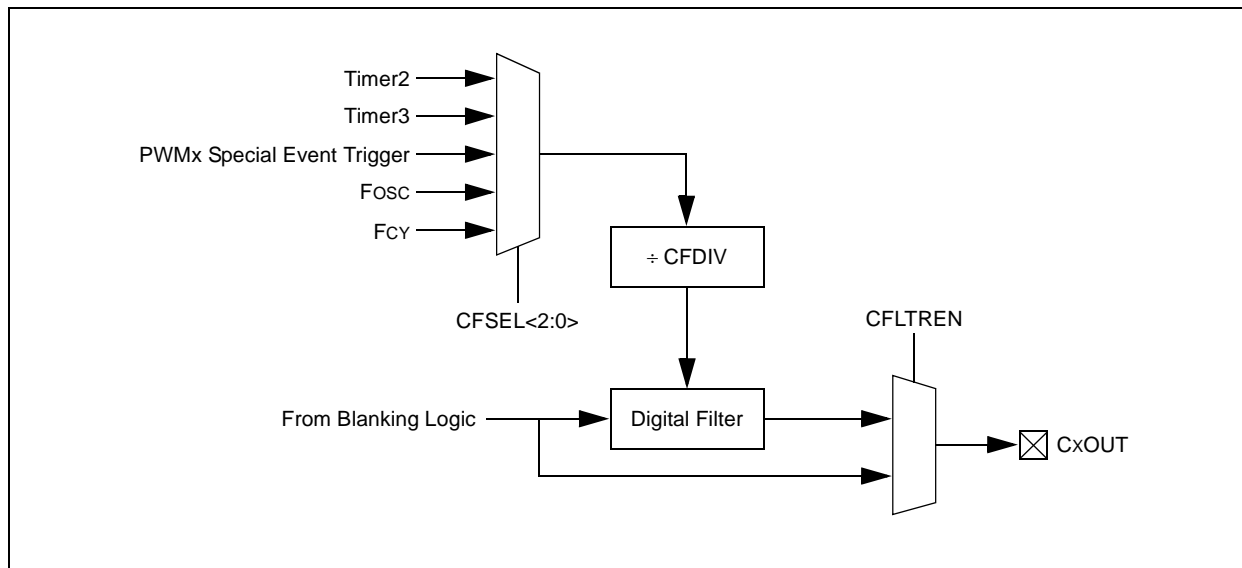 Timer2
Timer3
PWMx Special Event Trigger
FOSC
FCY
÷ CFDIV
CFSEL<2:0>
CFLTREN
From Blanking Logic
Digital Filter
CxOUT